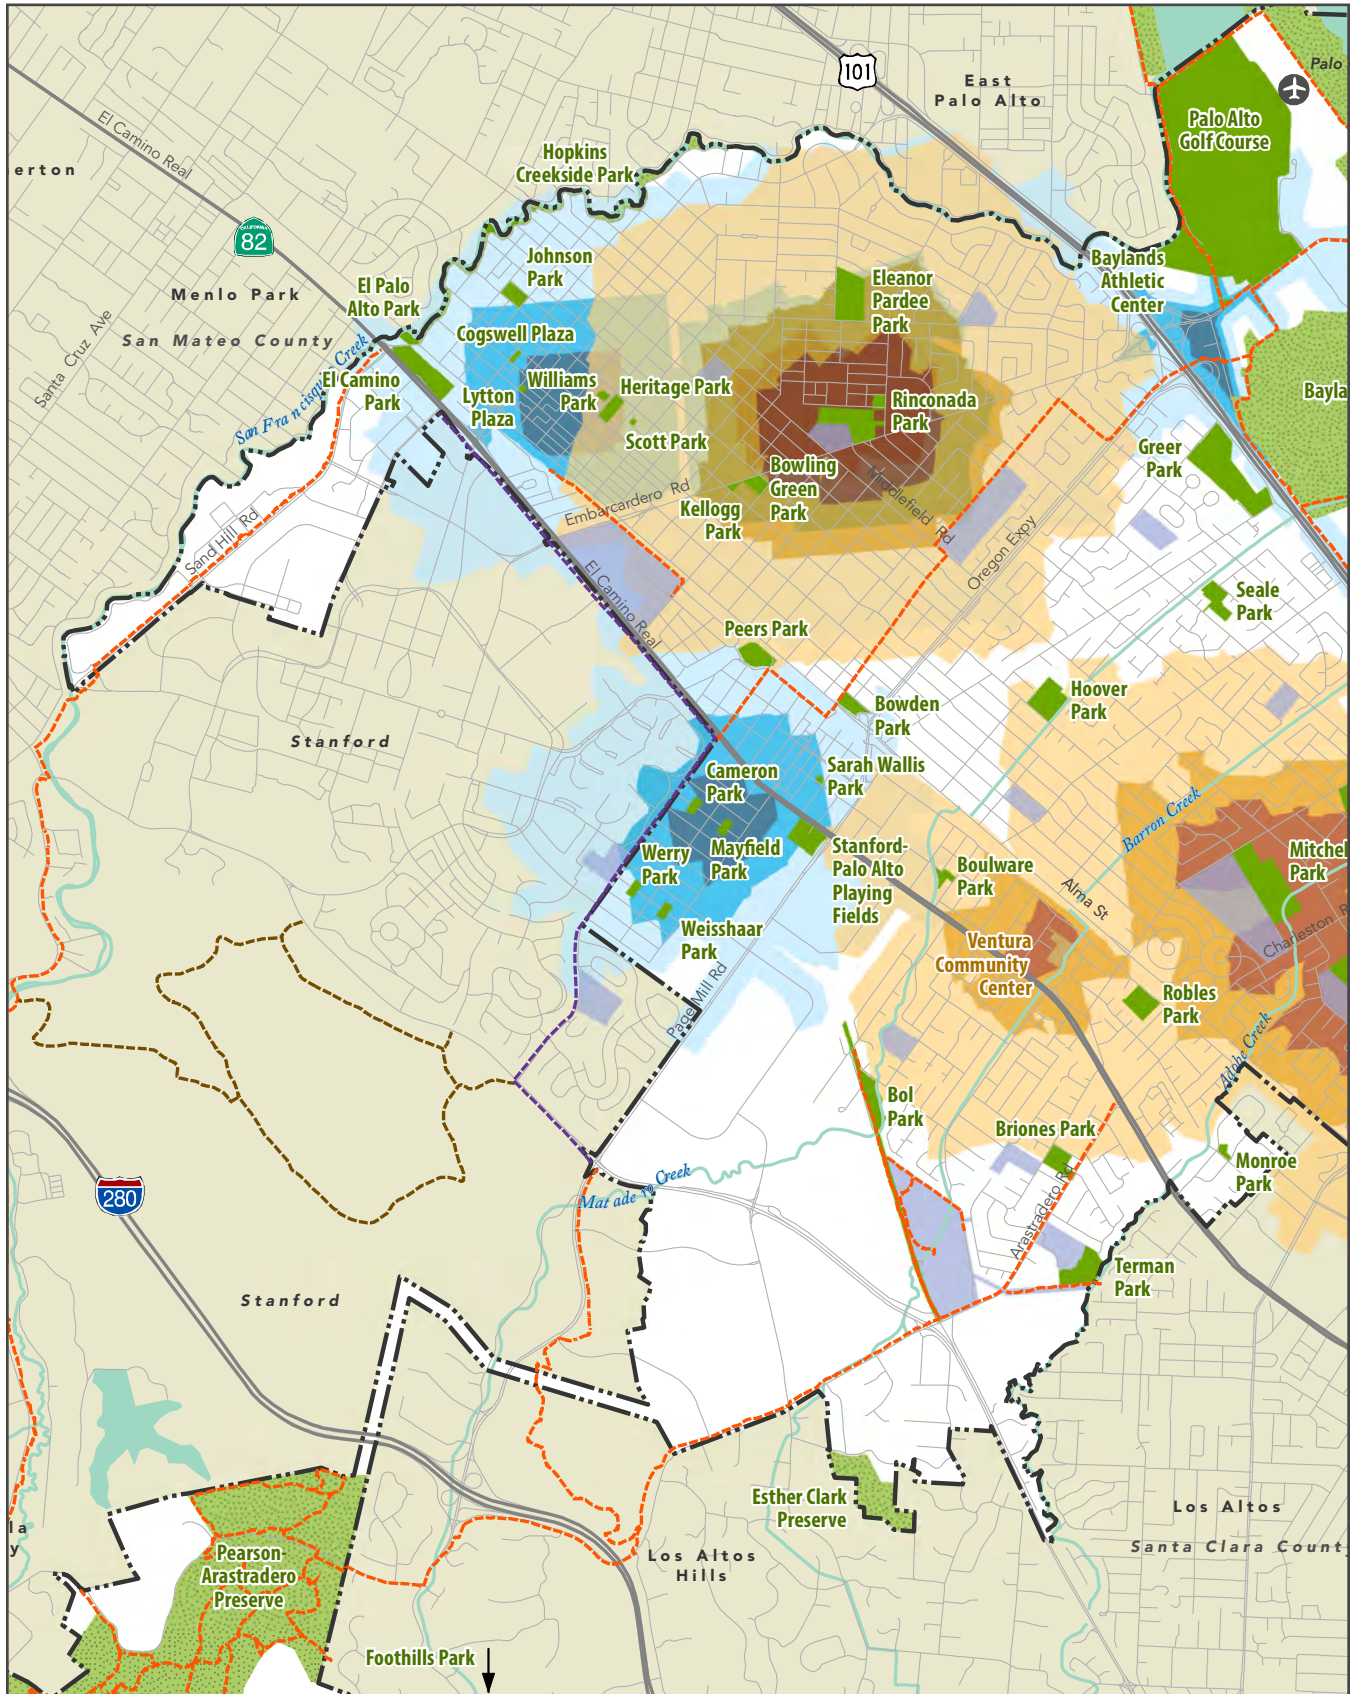 101
East
Palo Alto
Palo
Palo Alto
Golf Course
El Camino Real
erton
Hopkins
Creekside Park
CALIFORNIA
82
Johnson
Park
Eleanor
Pardee
Park
Baylands
Athletic
Center
El Palo
Alto Park
Menlo Park
San Mateo County
Santa Cruz Ave
Cogswell Plaza
San Francisquito Creek
El Camino
Park
Lytton
Plaza
Williams
Park
Heritage Park
Rinconada
Park
Bayla
Scott Park
Greer
Park
Bowling
Green
Park
Kellogg
Park
Embarcardero Rd
Middlefield Rd
Oregon Expy
Sand Hill Rd
El Camino Real
Seale
Park
Peers Park
Hoover
Park
Bowden
Park
Stanford
Cameron
Park
Sarah Wallis
Park
Barron Creek
Werry
Park
Mayfield
Park
Stanford-
Palo Alto
Playing
Fields
Boulware
Park
Mitchel
Park
Alma St
Charleston R
Weisshaar
Park
Ventura
Community
Center
Page Mill Rd
Robles
Park
Adobe Creek
Bol
Park
Briones Park
Monroe
Park
Matadero Creek
280
Arastradero Rd
Terman
Park
Stanford
Esther Clark
Preserve
Los Altos
Santa Clara Count
la
y
Pearson
Arastradero
Preserve
Los Altos
Hills
Foothills Park